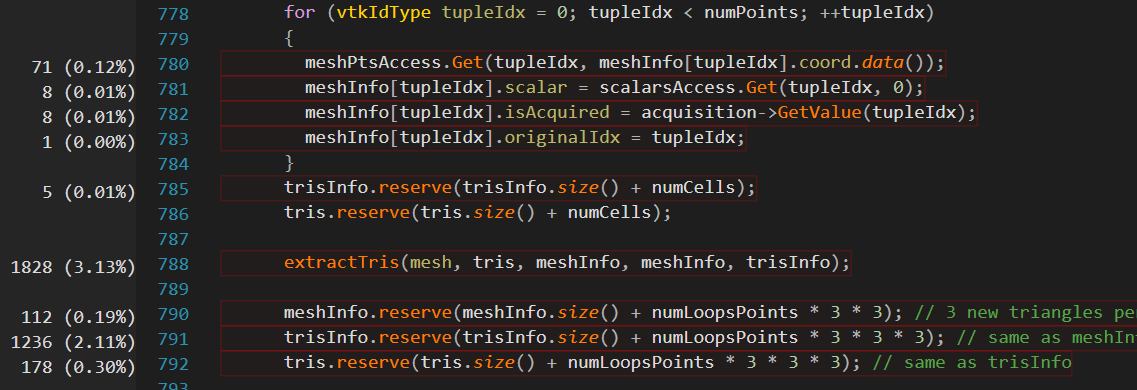 778 for (vtkIdType tupleIdx = 0; tupleIdx < numPoints; ++tupleIdx)
779 {
71 (0.12%) 780 meshPtsAccess.Get(tupleIdx, meshInfo[tupleIdx].coord.data());
8 (0.01%) 781 meshInfo[tupleIdx].scalar = scalarsAccess.Get(tupleIdx, 0);
8 (0.01%) 782 meshInfo[tupleIdx].isAcquired = acquisition->GetValue(tupleIdx);
1 (0.00%) 783 meshInfo[tupleIdx].originalIdx = tupleIdx;
784 }
5 (0.01%) 785 trisInfo.reserve(trisInfo.size() + numCells);
786 tris.reserve(tris.size() + numCells);
787
1828 (3.13%) 788 extractTris(mesh, tris, meshInfo, meshInfo, trisInfo);
789
112 (0.19%) 790 meshInfo.reserve(meshInfo.size() + numLoopsPoints * 3 * 3); // 3 new triangles pe
1236 (2.11%) 791 trisInfo.reserve(trisInfo.size() + numLoopsPoints * 3 * 3 * 3); // same as meshIn
178 (0.30%) 792 tris.reserve(tris.size() + numLoopsPoints * 3 * 3 * 3); // same as trisInfo
793